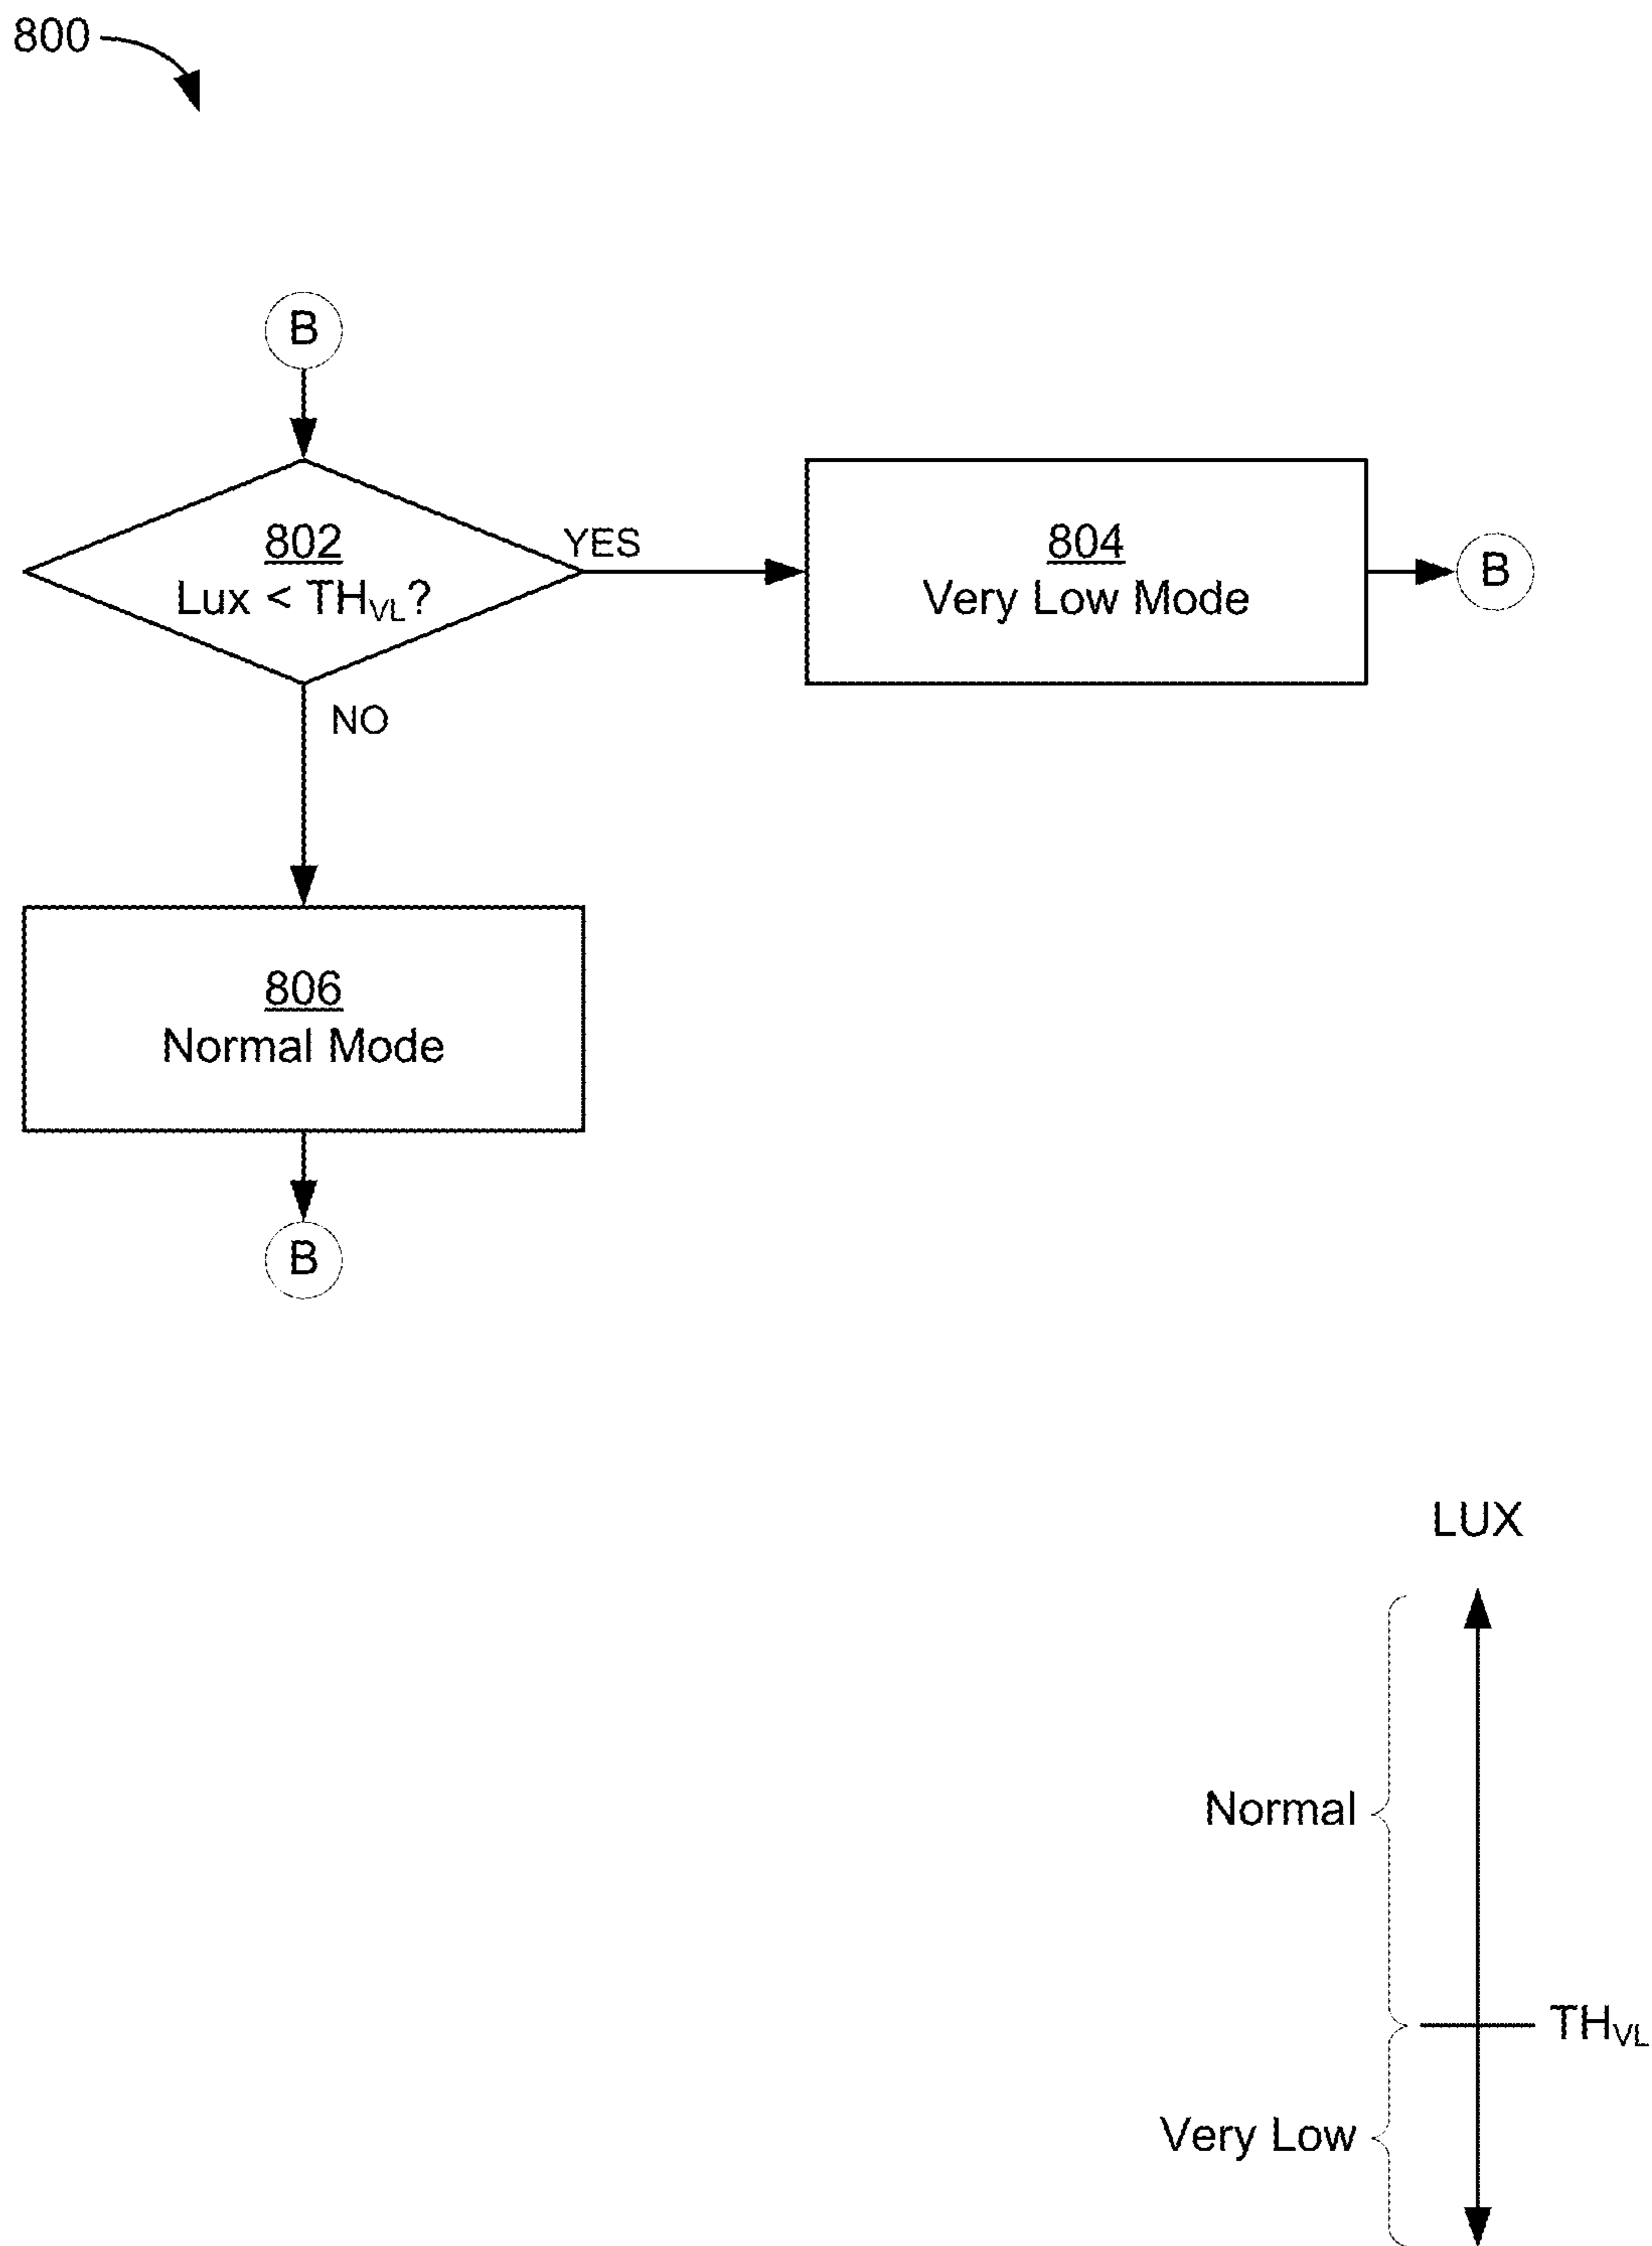 800
B
802
Lux < TH_VL?
YES
804
Very Low Mode
B
NO
806
Normal Mode
B
LUX
Normal
TH_VL
Very Low